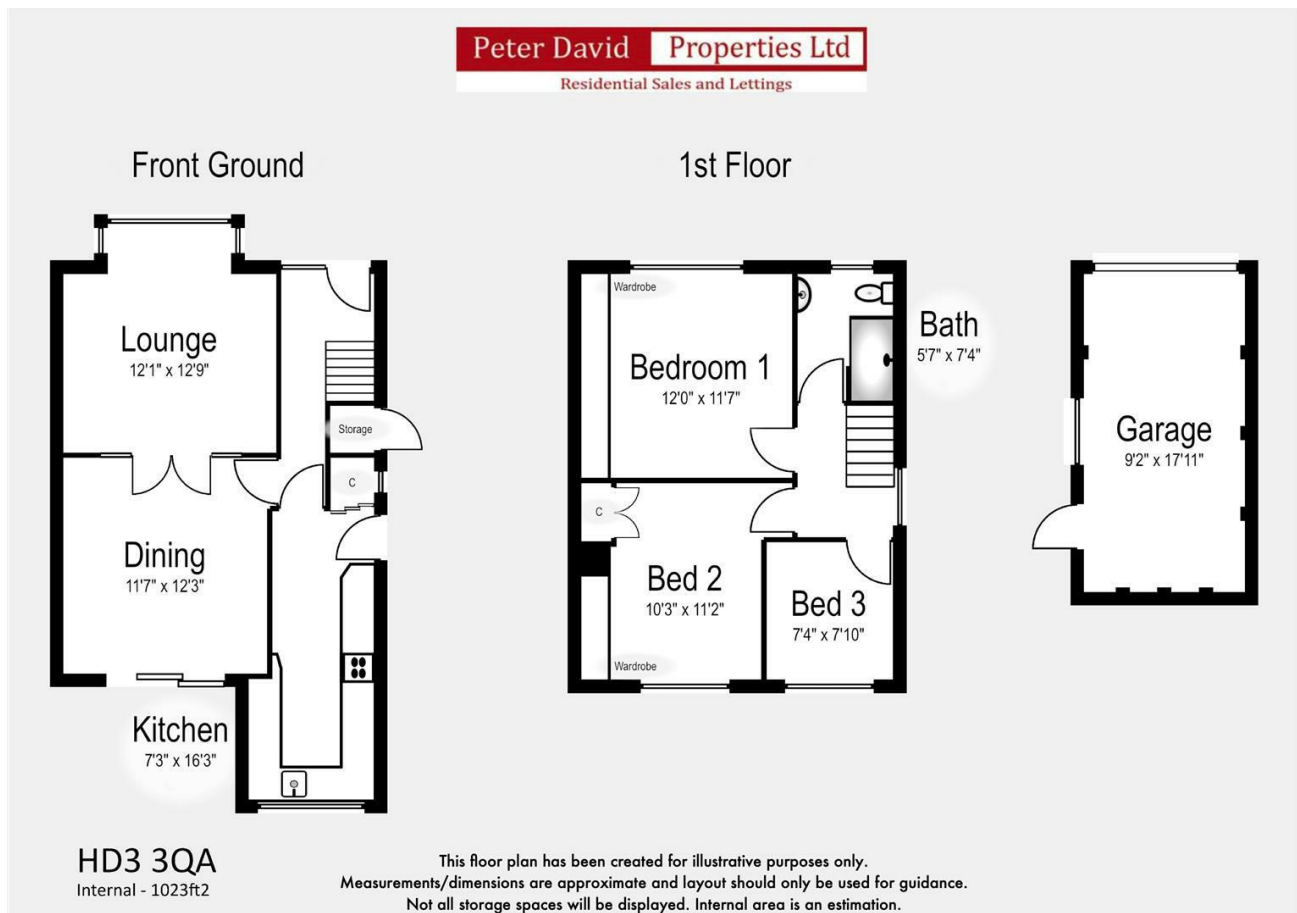 Peter David Properties Ltd
Residential Sales and Lettings
Front Ground
1st Floor
Lounge
12'1" x 12'9"
Storage
C
Dining
11'7" x 12'3"
Kitchen
7'3" x 16'3"
Wardrobe
Bedroom 1
12'0" x 11'7"
Bath
5'7" x 7'4"
C
Bed 2
10'3" x 11'2"
Wardrobe
Bed 3
7'4" x 7'10"
Garage
9'2" x 17'11"
HD3 3QA
Internal - 1023ft2
This floor plan has been created for illustrative purposes only.
Measurements/dimensions are approximate and layout should only be used for guidance.
Not all storage spaces will be displayed. Internal area is an estimation.